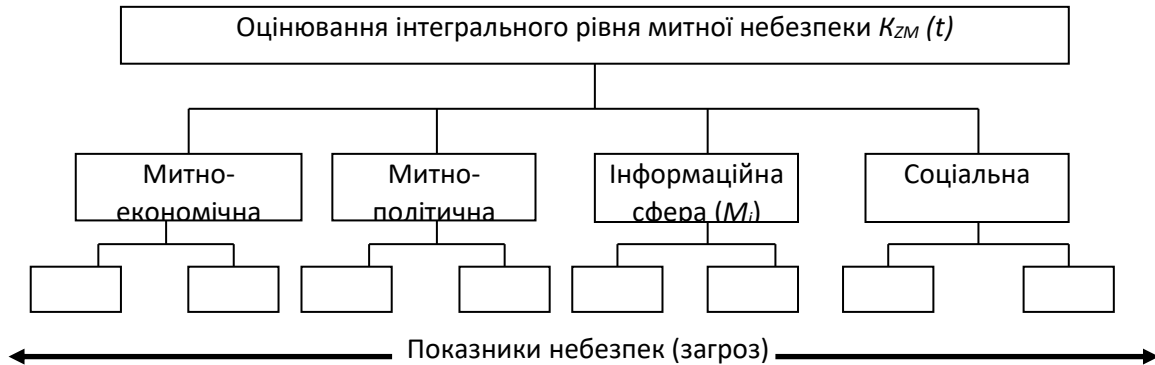 Оцінювання інтегрального рівня митної небезпеки K_ZM (t)
Митно-
економічна
Митно-
політична
Інформаційна
сфера (M_i)
Соціальна
Показники небезпек (загроз)